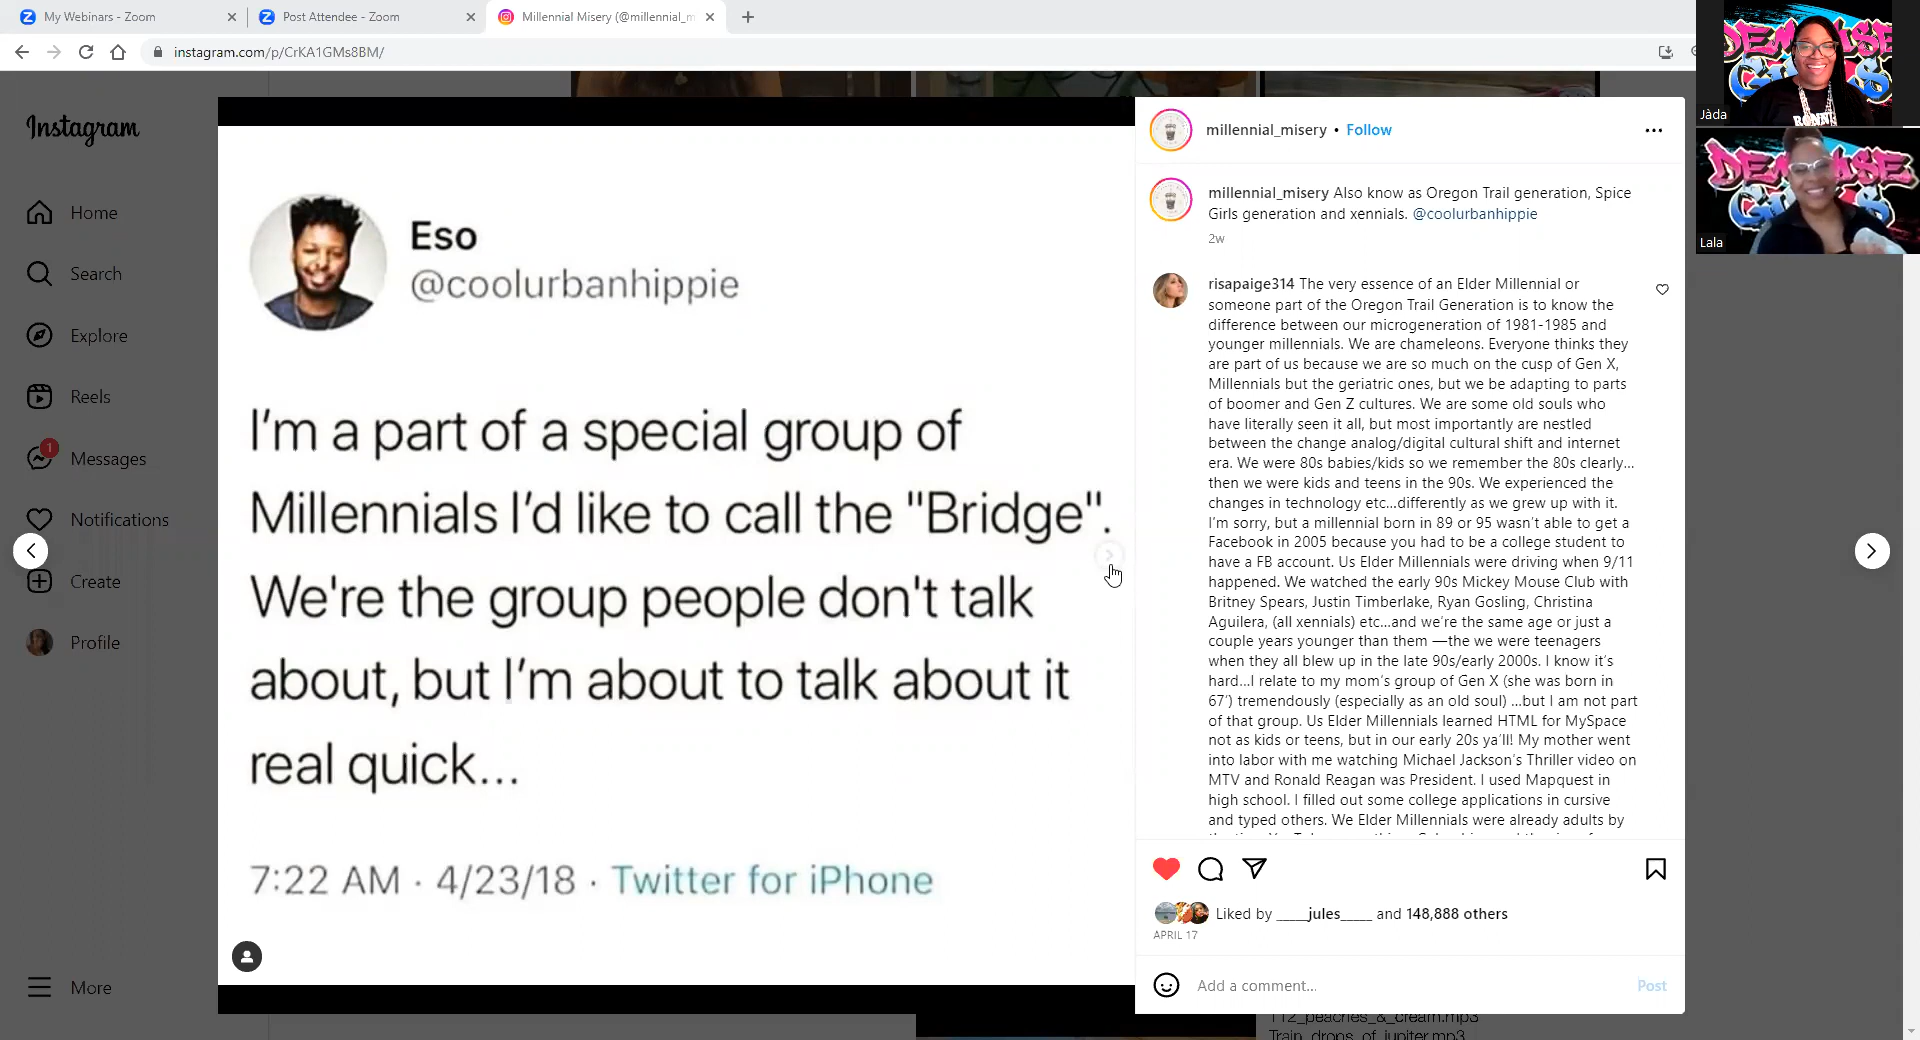 My Webinars - Zoom
Post Attendee - Zoom
Millennial Misery (@millennial_m
instagram.com/p/CrKA1GMs8BM/
Instagram
Home
Search
Explore
Reels
1
Messages
Notifications
Create
Profile
More
Eso
@coolurbanhippie
I'm a part of a special group of
Millennials I'd like to call the "Bridge".
We're the group people don't talk
about, but I'm about to talk about it
real quick...
7:22 AM · 4/23/18 · Twitter for iPhone
millennial_misery • Follow
millennial_misery Also know as Oregon Trail generation, Spice
Girls generation and xennials. @coolurbanhippie
2w
risapaige314 The very essence of an Elder Millennial or
someone part of the Oregon Trail Generation is to know the
difference between our microgeneration of 1981-1985 and
younger millennials. We are chameleons. Everyone thinks they
are part of us because we are so much on the cusp of Gen X,
Millennials but the geriatric ones, but we be adapting to parts
of boomer and Gen Z cultures. We are some old souls who
have literally seen it all, but most importantly are nestled
between the change analog/digital cultural shift and internet
era. We were 80s babies/kids so we remember the 80s clearly...
then we were kids and teens in the 90s. We experienced the
changes in technology etc...differently as we grew up with it.
I'm sorry, but a millennial born in 89 or 95 wasn't able to get a
Facebook in 2005 because you had to be a college student to
have a FB account. Us Elder Millennials were driving when 9/11
happened. We watched the early 90s Mickey Mouse Club with
Britney Spears, Justin Timberlake, Ryan Gosling, Christina
Aguilera, (all xennials) etc...and we're the same age or just a
couple years younger than them —the we were teenagers
when they all blew up in the late 90s/early 2000s. I know it's
hard...I relate to my mom's group of Gen X (she was born in
67') tremendously (especially as an old soul) ...but I am not part
of that group. Us Elder Millennials learned HTML for MySpace
not as kids or teens, but in our early 20s ya'll! My mother went
into labor with me watching Michael Jackson's Thriller video on
MTV and Ronald Reagan was President. I used Mapquest in
high school. I filled out some college applications in cursive
and typed others. We Elder Millennials were already adults by
Liked by _____jules_____ and 148,888 others
APRIL 17
Add a comment...
Post
112_peaches_&_cream.mp3
Train_drops_of_jupiter.mp3
Jàda
Lala